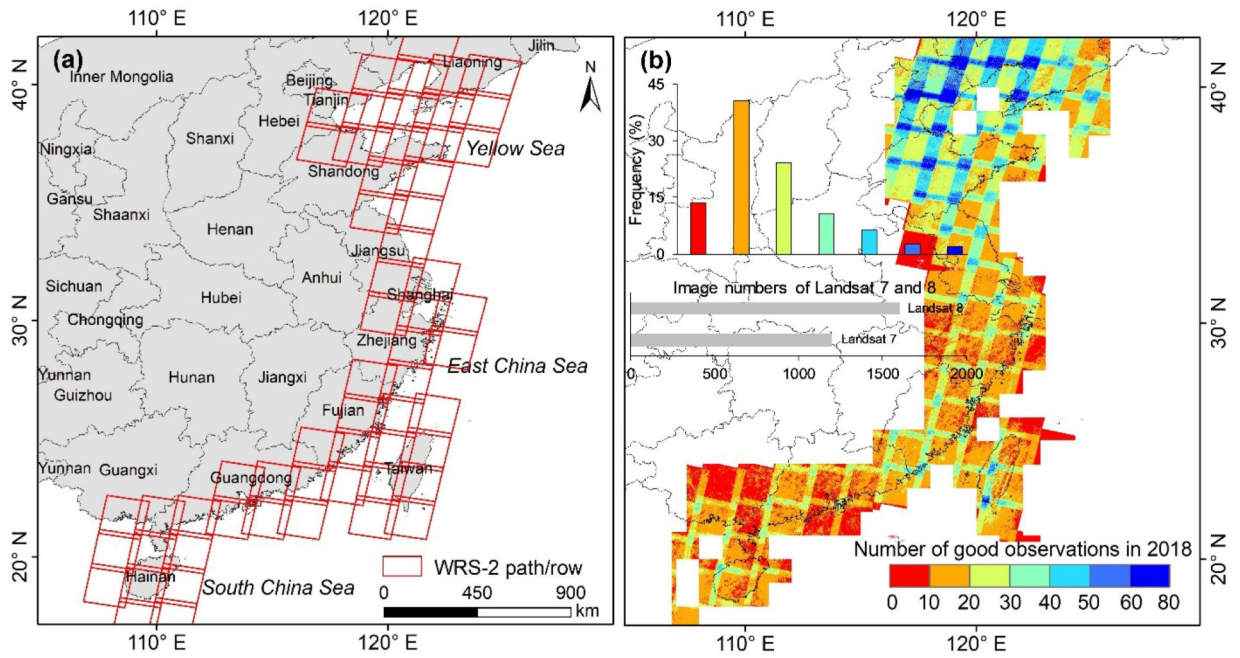 110° E 120° E
(a)
Jilin
Liaoning
Inner Mongolia
N
Beijing
Tianjin
Hebei
Shanxi
Ningxia
Yellow Sea
Shandong
Gansu
Shaanxi
Henan
Jiangsu
Anhui
Sichuan
Hubei
Shanghai
Chongqing
Zhejiang
East China Sea
Yunnan
Guizhou
Hunan
Jiangxi
Fujian
Yunnan
Guangxi
Guangdong
Taiwan
Hainan
South China Sea
WRS-2 path/row
0 450 900
km
40° N
30° N
20° N
110° E 120° E
110° E 120° E
(b)
45
30
15
0
Frequency (%)
Image numbers of Landsat 7 and 8
Landsat 8
Landsat 7
0 500 1000 1500 2000
Number of good observations in 2018
0 10 20 30 40 50 60 80
40° N
30° N
20° N
110° E 120° E